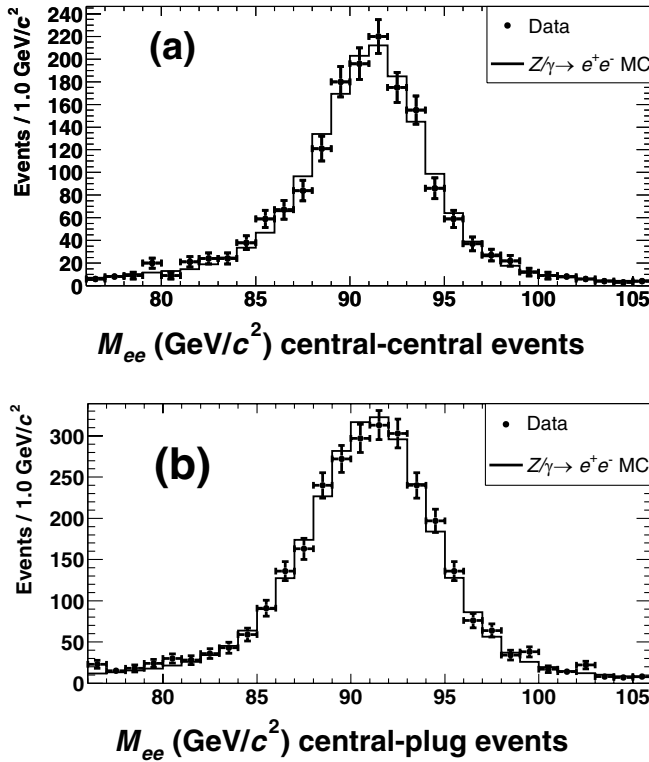 (a)
Data
Z/γ→ e⁺e⁻ MC
Events / 1.0 GeV/c²
240
220
200
180
160
140
120
100
80
60
40
20
0
80 85 90 95 100 105
M_ee (GeV/c²) central-central events
(b)
Data
Z/γ→ e⁺e⁻ MC
Events / 1.0 GeV/c²
300
250
200
150
100
50
0
80 85 90 95 100 105
M_ee (GeV/c²) central-plug events